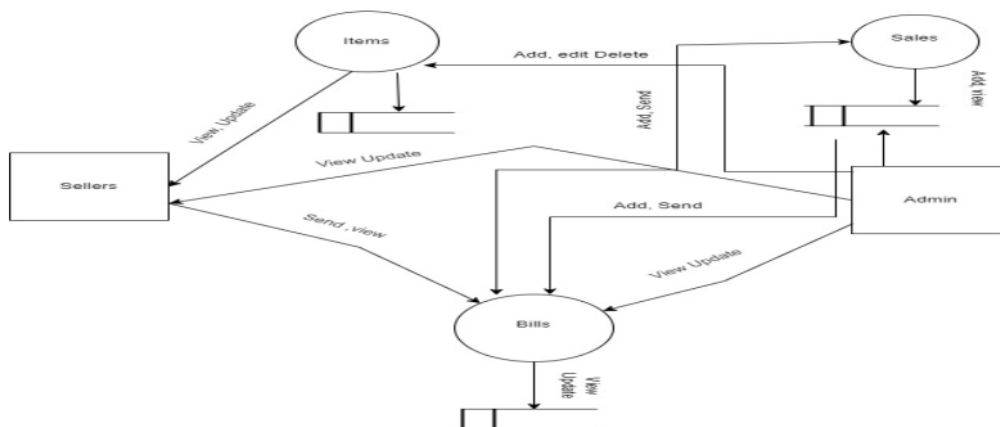 Items
Sales
Add, edit Delete
Add, view
Add, Send
View, Update
View Update
Sellers
Admin
Add, Send
Send ,view
View Update
Bills
View
Update